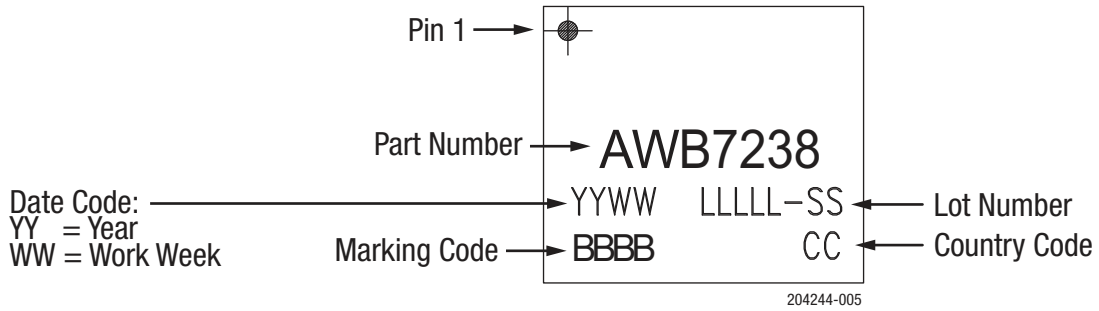 Pin 1
Part Number
AWB7238
Date Code:
YY = Year
WW = Work Week
YYWW LLLLL-SS
Lot Number
Marking Code
BBBB CC
Country Code
204244-005